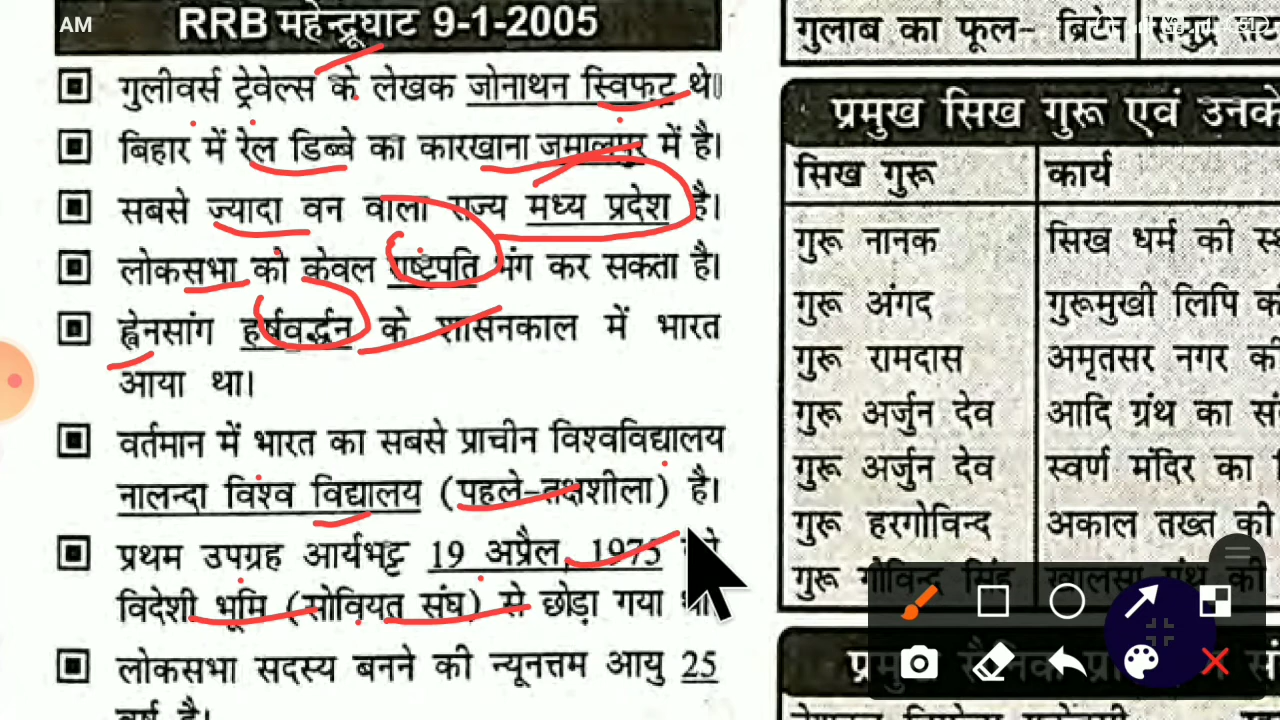 AM
RRB महेन्द्रूघाट 9-1-2005
गुलीवर्स ट्रेवेल्स के लेखक जोनाथन स्विफट थे।
बिहार में रेल डिब्बे का कारखाना जमालपुर में है।
सबसे ज्यादा वन वाला राज्य मध्य प्रदेश है।
लोकसभा को केवल राष्ट्रपति भंग कर सकता है।
ह्वेनसांग हर्षवर्द्धन के शासनकाल में भारत
आया था।
वर्तमान में भारत का सबसे प्राचीन विश्वविद्यालय
नालन्दा विश्व विद्यालय (पहले-तक्षशीला) है।
प्रथम उपग्रह आर्यभट्ट 19 अप्रैल, 1975 को
विदेशी भूमि (सोवियत संघ) से छोड़ा गया था।
लोकसभा सदस्य बनने की न्यूनत्तम आयु 25
वर्ष है।
गुलाब का फूल- ब्रिटेन
प्रमुख सिख गुरू एवं उनके
सिख गुरू कार्य
गुरू नानक सिख धर्म की
गुरू अंगद गुरूमुखी लिपि की
गुरू रामदास अमृतसर नगर की
गुरू अर्जुन देव आदि ग्रंथ का
गुरू अर्जुन देव स्वर्ण मंदिर का
गुरू हरगोविन्द अकाल तख्त की
गुरू गोविन्द सिंह खालसा पंथ की